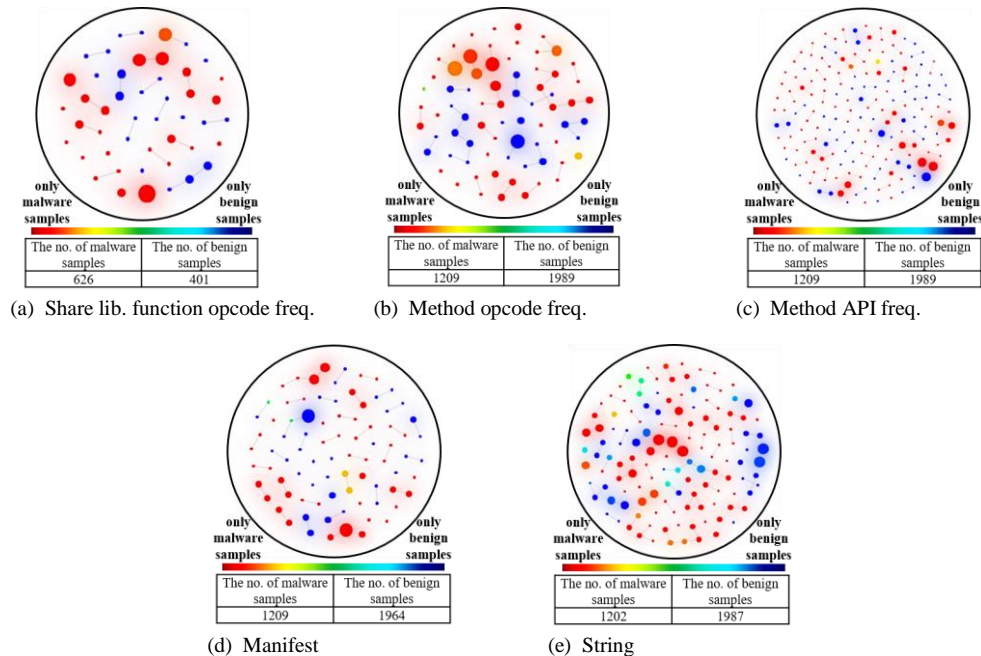 only
malware
samples
only
benign
samples
The no. of malware
samples
The no. of benign
samples
626
401
(a) Share lib. function opcode freq.
only
malware
samples
only
benign
samples
The no. of malware
samples
The no. of benign
samples
1209
1989
(b) Method opcode freq.
only
malware
samples
only
benign
samples
The no. of malware
samples
The no. of benign
samples
1209
1989
(c) Method API freq.
only
malware
samples
only
benign
samples
The no. of malware
samples
The no. of benign
samples
1209
1964
(d) Manifest
only
malware
samples
only
benign
samples
The no. of malware
samples
The no. of benign
samples
1202
1987
(e) String